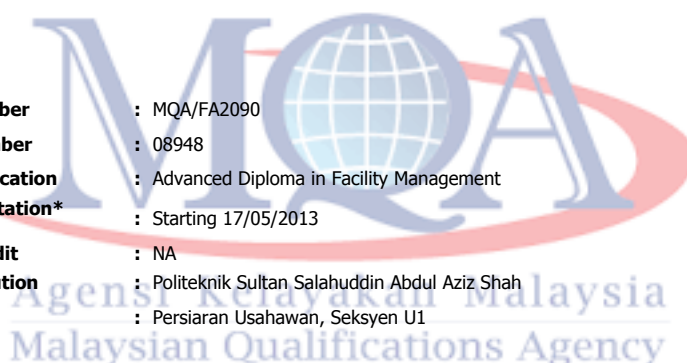 MQA
ber : MQA/FA2090
ber : 08948
cation : Advanced Diploma in Facility Management
tation*
: Starting 17/05/2013
dit : NA
ution : Politeknik Sultan Salahuddin Abdul Aziz Shah
Agensi Kelayakan Malaysia
: Persiaran Usahawan, Seksyen U1
Malaysian Qualifications Agency